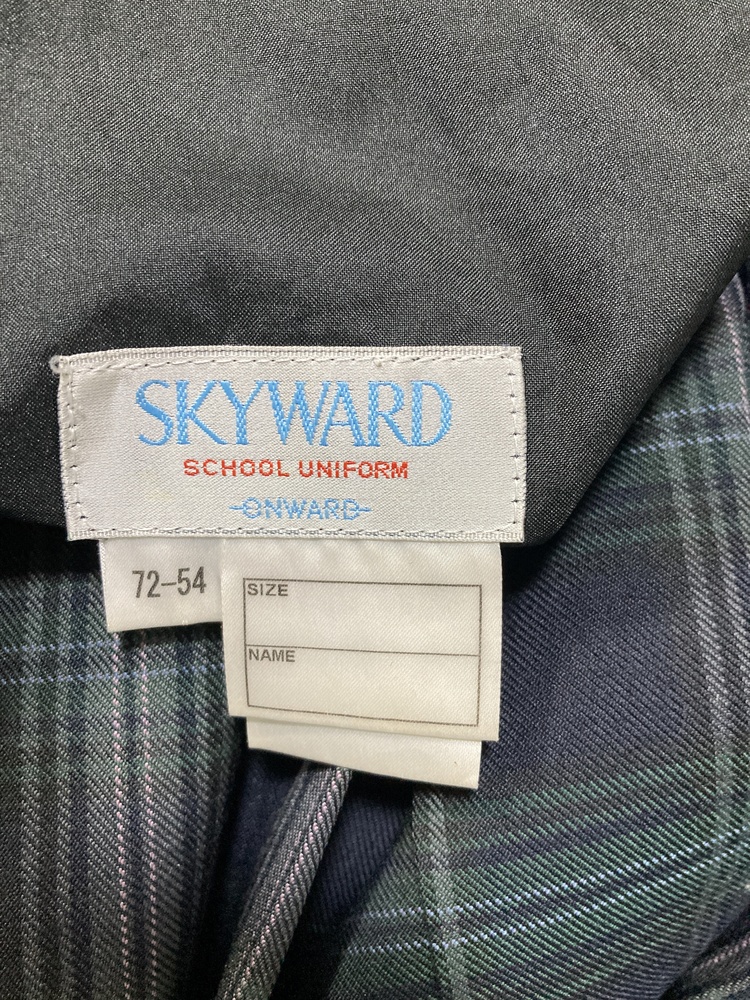 SKYWARD
SCHOOL UNIFORM
ONWARD
72-54
SIZE
NAME